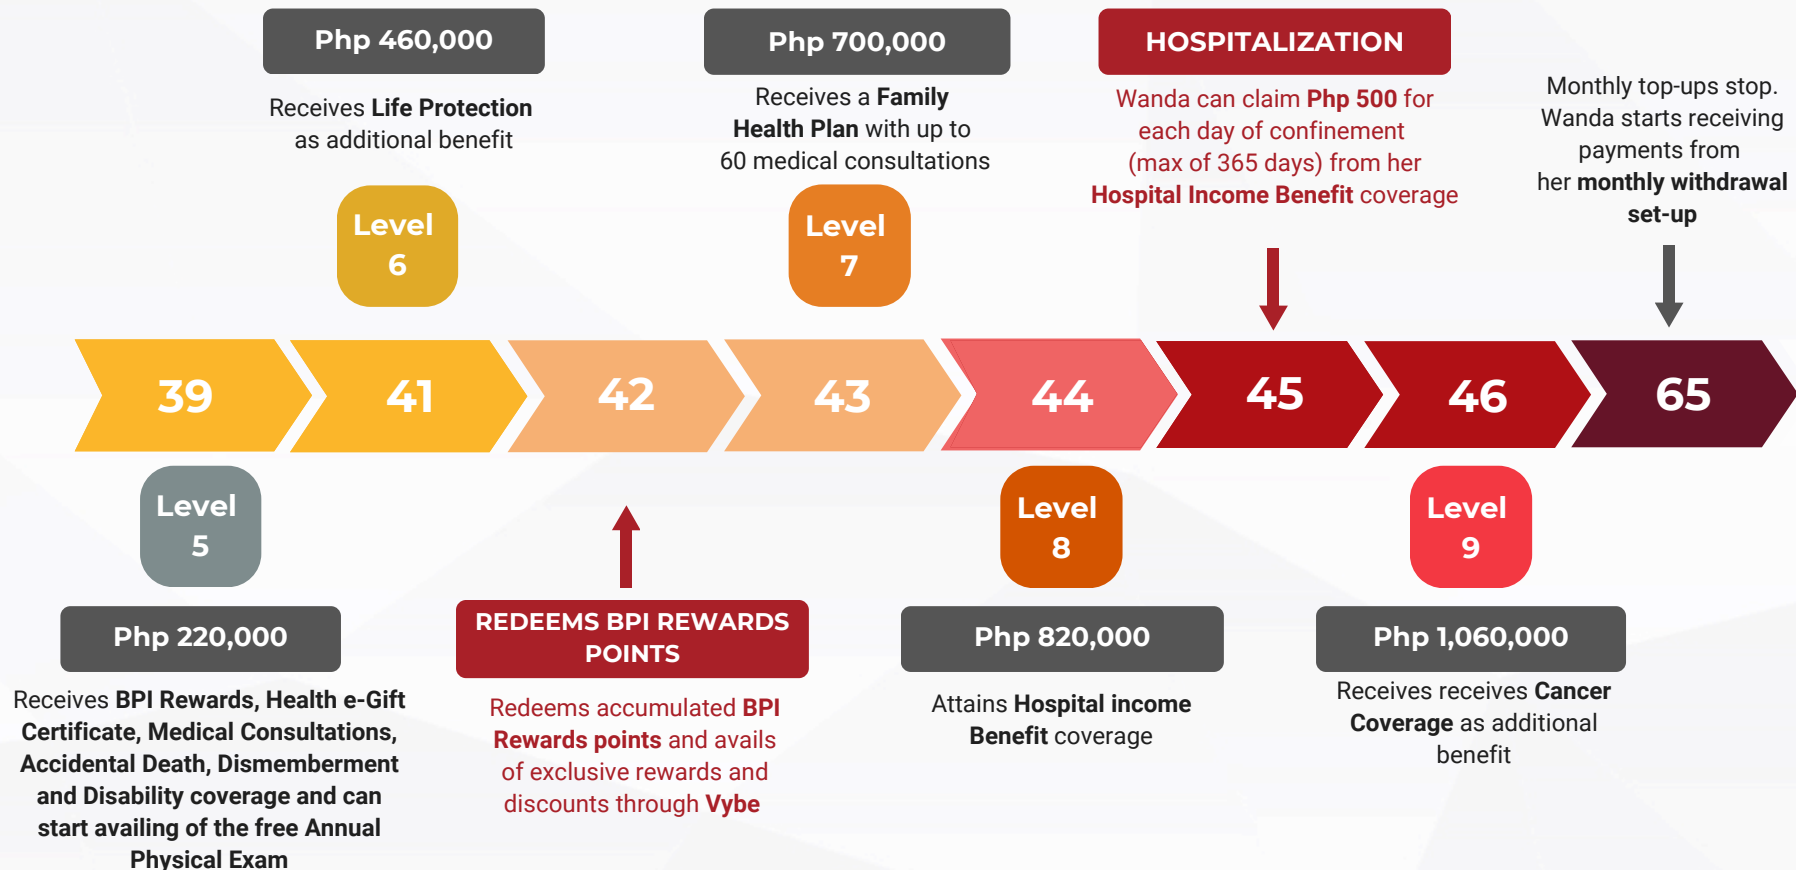 Php 460,000
Receives Life Protection
as additional benefit
Level
6
Php 700,000
Receives a Family
Health Plan with up to
60 medical consultations
Level
7
HOSPITALIZATION
Wanda can claim Php 500 for
each day of confinement
(max of 365 days) from her
Hospital Income Benefit coverage
Monthly top-ups stop.
Wanda starts receiving
payments from
her monthly withdrawal
set-up
39
41
42
43
44
45
46
65
Level
5
Php 220,000
Receives BPI Rewards, Health e-Gift
Certificate, Medical Consultations,
Accidental Death, Dismemberment
and Disability coverage and can
start availing of the free Annual
Physical Exam
REDEEMS BPI REWARDS
POINTS
Redeems accumulated BPI
Rewards points and avails
of exclusive rewards and
discounts through Vybe
Level
8
Php 820,000
Attains Hospital income
Benefit coverage
Level
9
Php 1,060,000
Receives receives Cancer
Coverage as additional
benefit